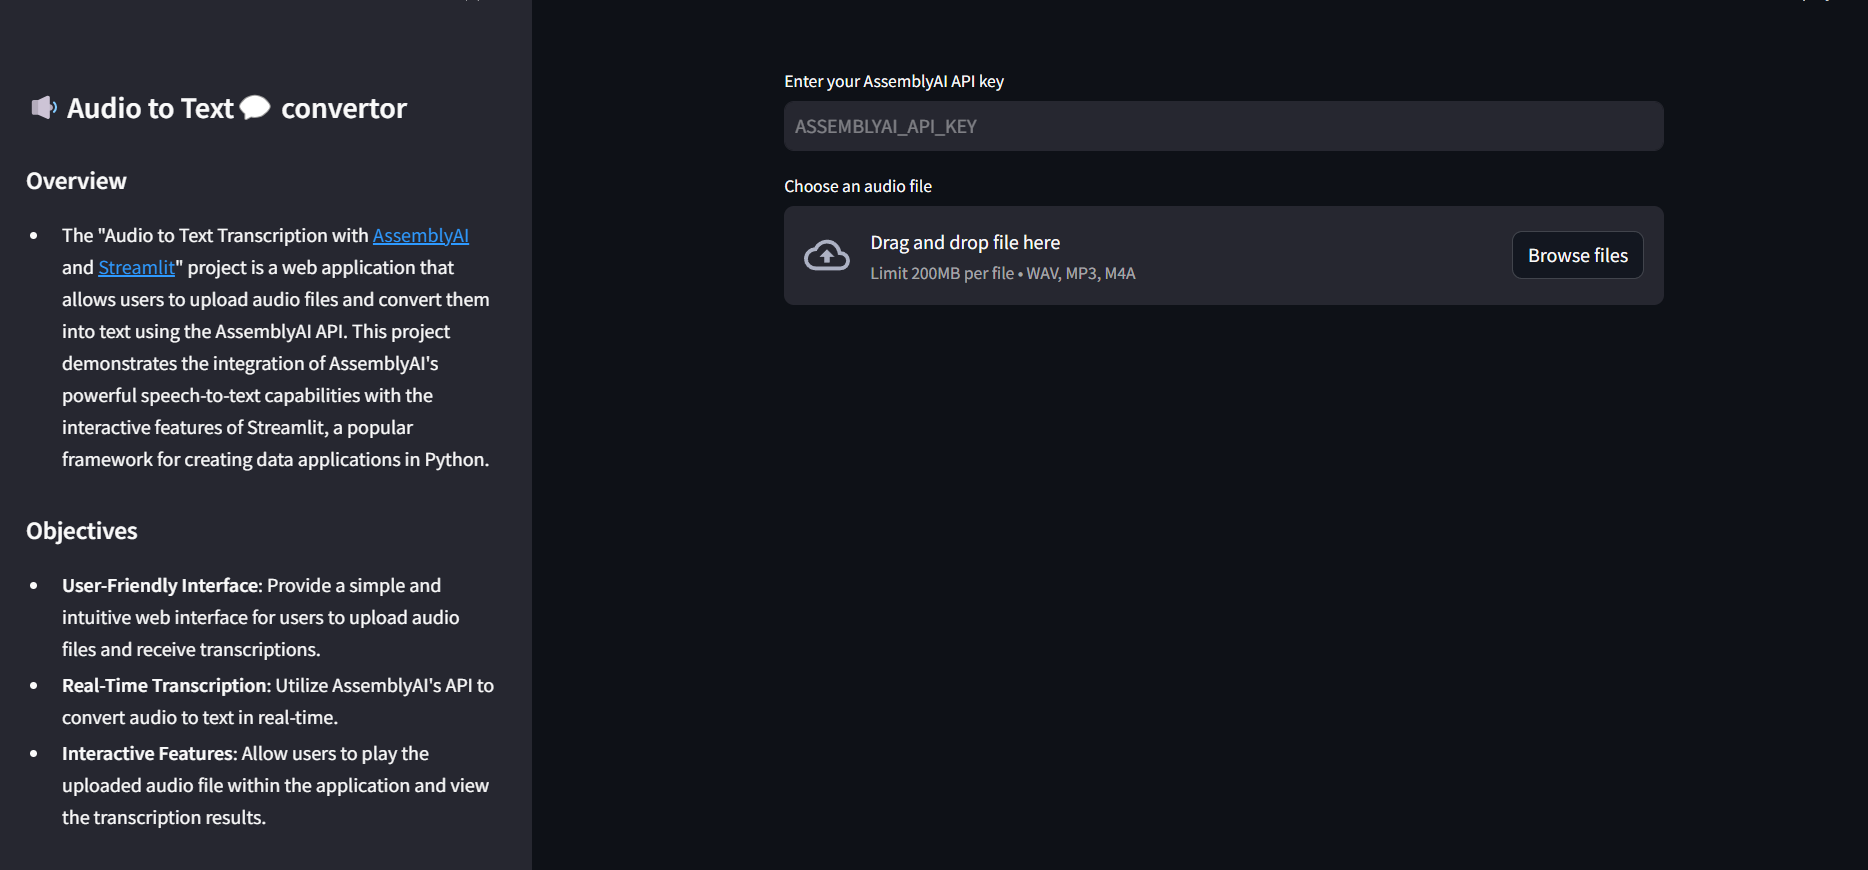 Audio to Text convertor
Overview
The "Audio to Text Transcription with AssemblyAI
and Streamlit" project is a web application that
allows users to upload audio files and convert them
into text using the AssemblyAI API. This project
demonstrates the integration of AssemblyAI's
powerful speech-to-text capabilities with the
interactive features of Streamlit, a popular
framework for creating data applications in Python.
Objectives
User-Friendly Interface: Provide a simple and
intuitive web interface for users to upload audio
files and receive transcriptions.
Real-Time Transcription: Utilize AssemblyAI's API to
convert audio to text in real-time.
Interactive Features: Allow users to play the
uploaded audio file within the application and view
the transcription results.
Enter your AssemblyAI API key
ASSEMBLYAI_API_KEY
Choose an audio file
Drag and drop file here
Limit 200MB per file • WAV, MP3, M4A
Browse files